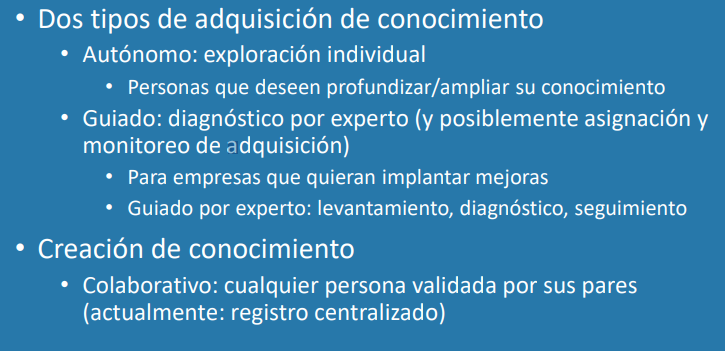 • Dos tipos de adquisición de conocimiento
• Autónomo: exploración individual
• Personas que deseen profundizar/ampliar su conocimiento
• Guiado: diagnóstico por experto (y posiblemente asignación y
monitoreo de adquisición)
• Para empresas que quieran implantar mejoras
• Guiado por experto: levantamiento, diagnóstico, seguimiento
• Creación de conocimiento
• Colaborativo: cualquier persona validada por sus pares
(actualmente: registro centralizado)